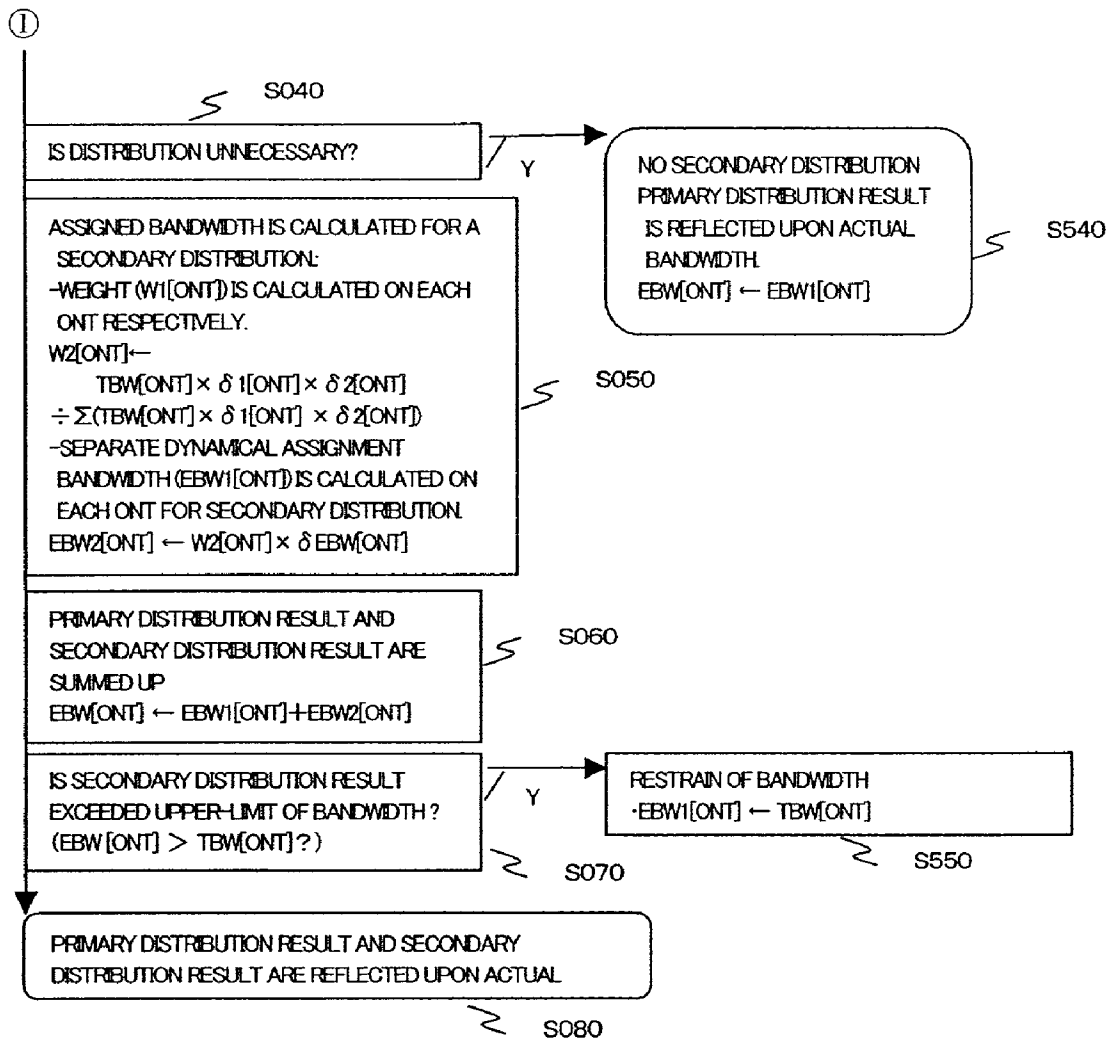 ①
S040
IS DISTRIBUTION UNNECESSARY?
Y
NO SECONDARY DISTRIBUTION
PRIMARY DISTRIBUTION RESULT
IS REFLECTED UPON ACTUAL
BANDWIDTH.
EBW[ONT] ← EBW1[ONT]
S540
ASSIGNED BANDWIDTH IS CALCULATED FOR A
SECONDARY DISTRIBUTION:
-WEIGHT (W1[ONT]) IS CALCULATED ON EACH
ONT RESPECTIVELY.
W2[ONT]←
TBW[ONT] × δ1[ONT] × δ2[ONT]
÷ Σ(TBW[ONT] × δ1[ONT] × δ2[ONT])
-SEPARATE DYNAMICAL ASSIGNMENT
BANDWIDTH (EBW1[ONT]) IS CALCULATED ON
EACH ONT FOR SECONDARY DISTRIBUTION.
EBW2[ONT] ← W2[ONT] × δEBW[ONT]
S050
PRIMARY DISTRIBUTION RESULT AND
SECONDARY DISTRIBUTION RESULT ARE
SUMMED UP
EBW[ONT] ← EBW1[ONT]+EBW2[ONT]
S060
IS SECONDARY DISTRIBUTION RESULT
EXCEEDED UPPER-LIMIT OF BANDWIDTH ?
(EBW [ONT] > TBW[ONT] ?)
Y
S070
RESTRAIN OF BANDWIDTH
·EBW1[ONT] ← TBW[ONT]
S550
PRIMARY DISTRIBUTION RESULT AND SECONDARY
DISTRIBUTION RESULT ARE REFLECTED UPON ACTUAL
S080